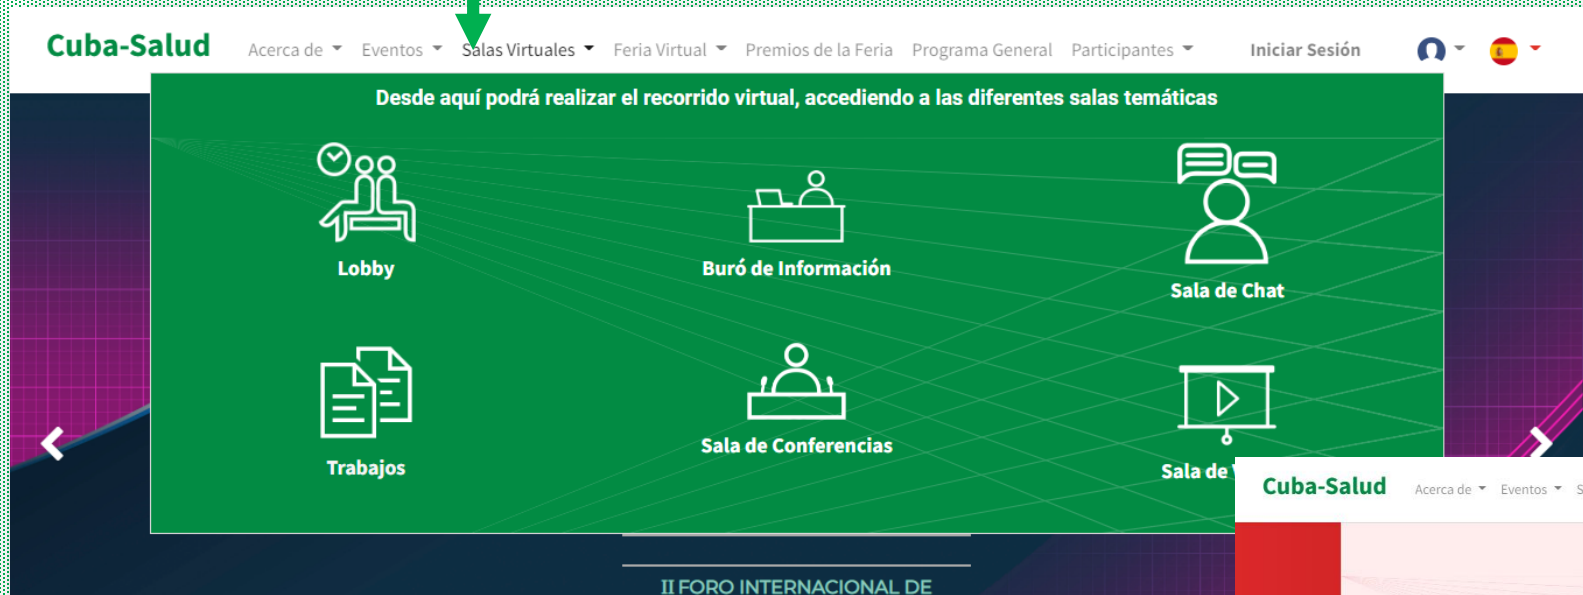 Cuba-Salud Acerca de Eventos Salas Virtuales Feria Virtual Premios de la Feria Programa General Participantes Iniciar Sesión
Desde aquí podrá realizar el recorrido virtual, accediendo a las diferentes salas temáticas
Lobby
Buró de Información
Sala de Chat
Trabajos
Sala de Conferencias
Sala de
Cuba-Salud Acerca de Eventos
II FORO INTERNACIONAL DE